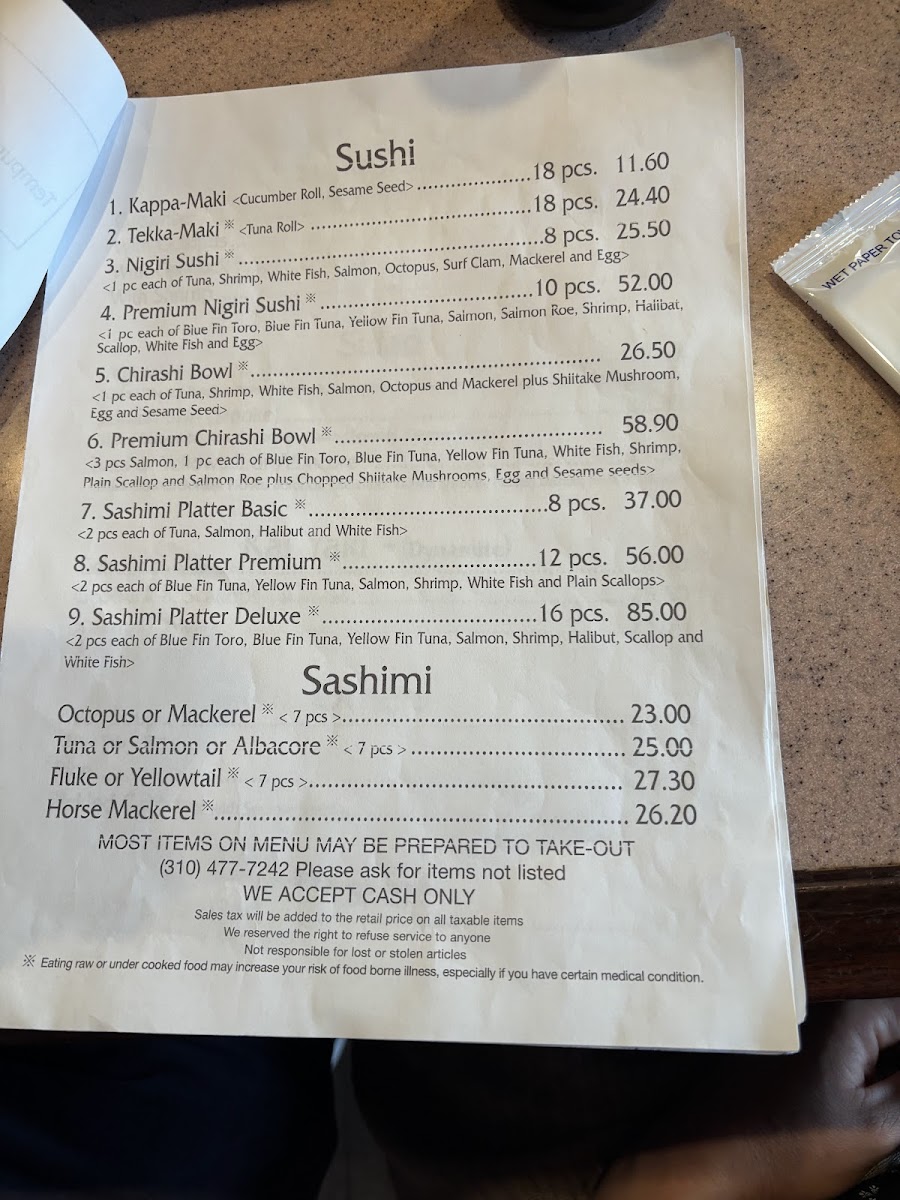 Sushi
1. Kappa-Maki <Cucumber Roll, Sesame Seed>....................18 pcs. 11.60
2. Tekka-Maki ※ <Tuna Roll> ......................................18 pcs. 24.40
3. Nigiri Sushi ※ ....................................................8 pcs. 25.50
<1 pc each of Tuna, Shrimp, White Fish, Salmon, Octopus, Surf Clam, Mackerel and Egg>
4. Premium Nigiri Sushi ※ ....................................10 pcs. 52.00
<1 pc each of Blue Fin Toro, Blue Fin Tuna, Yellow Fin Tuna, Salmon, Salmon Roe, Shrimp, Halibat,
Scallop, White Fish and Egg>
5. Chirashi Bowl ※...................................................... 26.50
<1 pc each of Tuna, Shrimp, White Fish, Salmon, Octopus and Mackerel plus Shiitake Mushroom,
Egg and Sesame Seed>
6. Premium Chirashi Bowl ※.......................................... 58.90
<3 pcs Salmon, 1 pc each of Blue Fin Toro, Blue Fin Tuna, Yellow Fin Tuna, White Fish, Shrimp,
Plain Scallop and Salmon Roe plus Chopped Shiitake Mushrooms, Egg and Sesame seeds>
7. Sashimi Platter Basic ※.....................................8 pcs. 37.00
<2 pcs each of Tuna, Salmon, Halibut and White Fish>
8. Sashimi Platter Premium ※..............................12 pcs. 56.00
<2 pcs each of Blue Fin Tuna, Yellow Fin Tuna, Salmon, Shrimp, White Fish and Plain Scallops>
9. Sashimi Platter Deluxe ※.................................16 pcs. 85.00
<2 pcs each of Blue Fin Toro, Blue Fin Tuna, Yellow Fin Tuna, Salmon, Shrimp, Halibut, Scallop and
White Fish>
Sashimi
Octopus or Mackerel ※ < 7 pcs >.......................................... 23.00
Tuna or Salmon or Albacore ※ < 7 pcs > ................................ 25.00
Fluke or Yellowtail ※ < 7 pcs >.............................................. 27.30
Horse Mackerel ※............................................................. 26.20
MOST ITEMS ON MENU MAY BE PREPARED TO TAKE-OUT
(310) 477-7242 Please ask for items not listed
WE ACCEPT CASH ONLY
Sales tax will be added to the retail price on all taxable items
We reserved the right to refuse service to anyone
Not responsible for lost or stolen articles
※ Eating raw or under cooked food may increase your risk of food borne illness, especially if you have certain medical condition.
WET PAPER TO